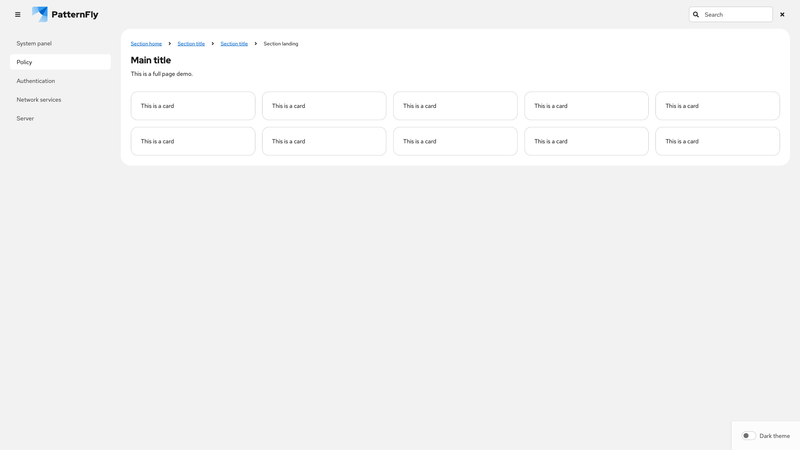 PatternFly
Search
System panel
Policy
Authentication
Network services
Server
Section home
Section title
Section title
Section landing
Main title
This is a full page demo.
This is a card
This is a card
This is a card
This is a card
This is a card
This is a card
This is a card
This is a card
This is a card
This is a card
Dark theme